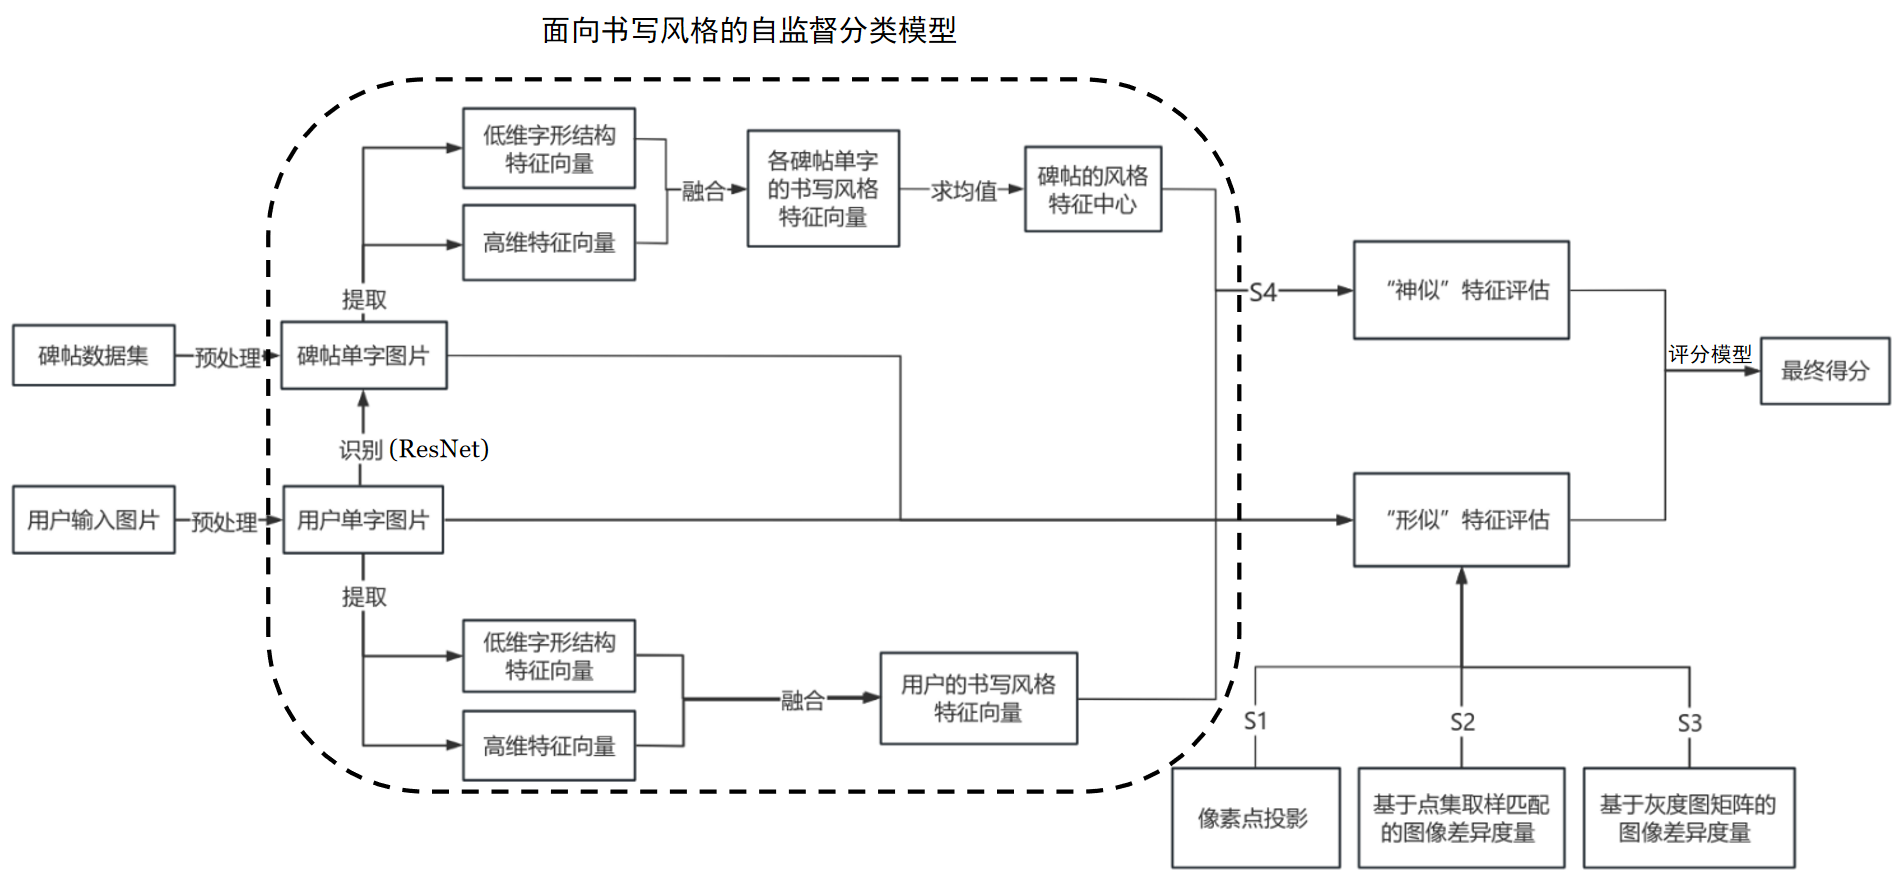 面向书写风格的自监督分类模型
低维字形结构
特征向量
高维特征向量
融合
各碑帖单字
的书写风格
特征向量
求均值
碑帖的风格
特征中心
提取
碑帖数据集
预处理
碑帖单字图片
识别 (ResNet)
用户输入图片
预处理
用户单字图片
提取
低维字形结构
特征向量
高维特征向量
融合
用户的书写风格
特征向量
S4
“神似”特征评估
“形似”特征评估
评分模型
最终得分
S1
S2
S3
像素点投影
基于点集取样匹配
的图像差异度量
基于灰度图矩阵的
图像差异度量